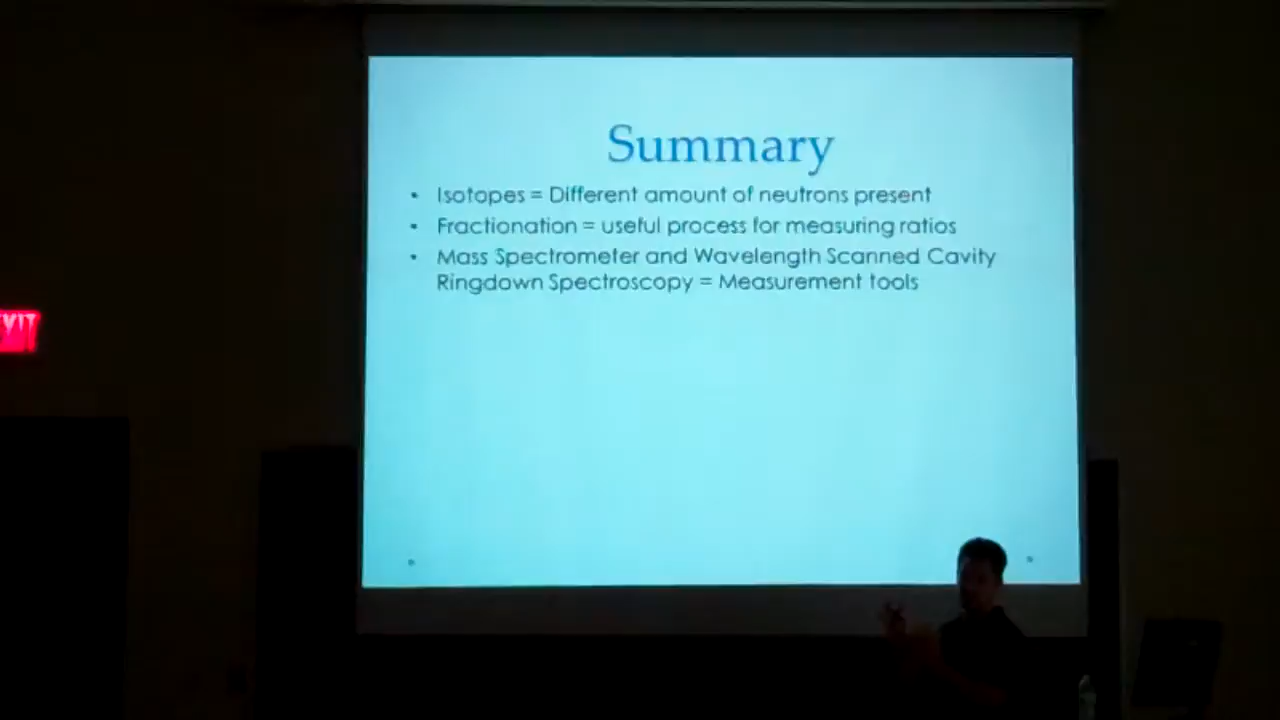 Summary
• Isotopes = Different amount of neutrons present
• Fractionation = useful process for measuring ratios
• Mass Spectrometer and Wavelength Scanned Cavity
Ringdown Spectroscopy = Measurement tools
EXIT